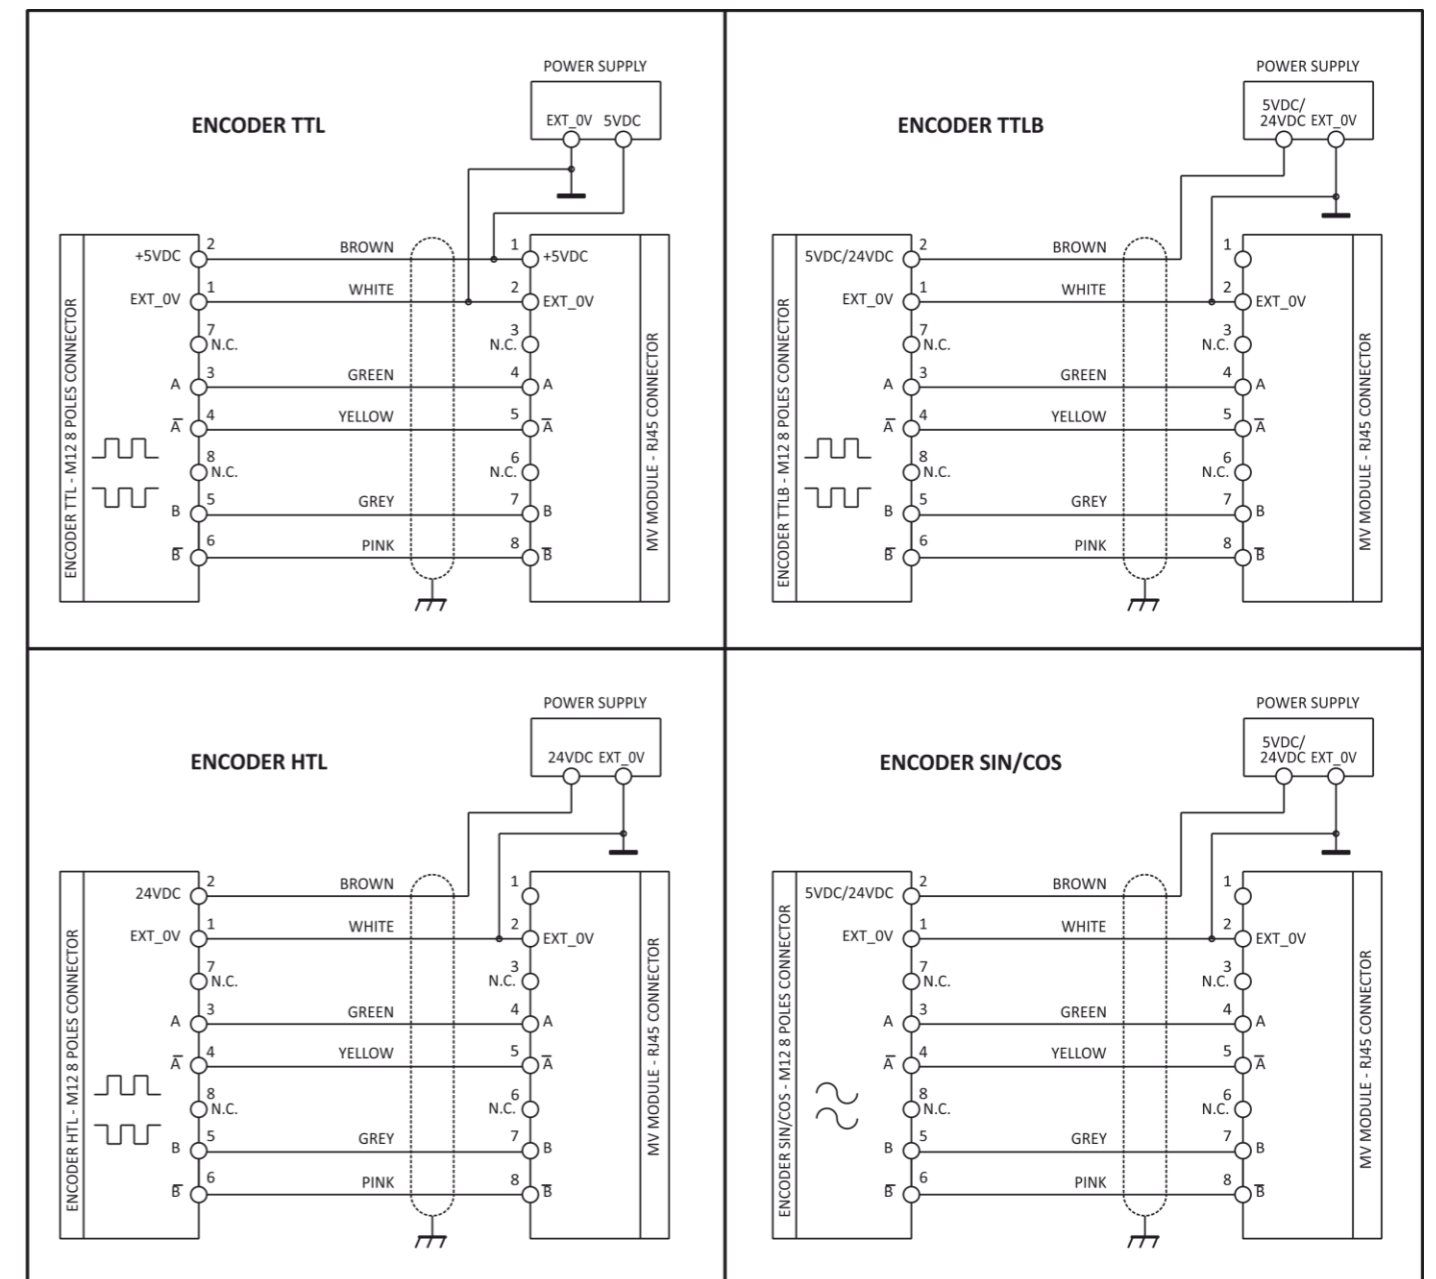 ENCODER TTL
POWER SUPPLY
EXT_0V 5VDC
ENCODER TTL - M12 8 POLES CONNECTOR
+5VDC 2 BROWN 1 +5VDC
EXT_0V 1 WHITE 2 EXT_0V
7 N.C. 3 N.C.
A 3 GREEN 4 A
A̅ 4 YELLOW 5 A̅
8 N.C. 6 N.C.
B 5 GREY 7 B
B̅ 6 PINK 8 B̅
MV MODULE - RJ45 CONNECTOR
ENCODER TTLB
POWER SUPPLY
5VDC/
24VDC EXT_0V
ENCODER TTLB - M12 8 POLES CONNECTOR
5VDC/24VDC 2 BROWN 1
EXT_0V 1 WHITE 2 EXT_0V
7 N.C. 3 N.C.
A 3 GREEN 4 A
A̅ 4 YELLOW 5 A̅
8 N.C. 6 N.C.
B 5 GREY 7 B
B̅ 6 PINK 8 B̅
MV MODULE - RJ45 CONNECTOR
ENCODER HTL
POWER SUPPLY
24VDC EXT_0V
ENCODER HTL - M12 8 POLES CONNECTOR
24VDC 2 BROWN 1
EXT_0V 1 WHITE 2 EXT_0V
7 N.C. 3 N.C.
A 3 GREEN 4 A
A̅ 4 YELLOW 5 A̅
8 N.C. 6 N.C.
B 5 GREY 7 B
B̅ 6 PINK 8 B̅
MV MODULE - RJ45 CONNECTOR
ENCODER SIN/COS
POWER SUPPLY
5VDC/
24VDC EXT_0V
ENCODER SIN/COS - M12 8 POLES CONNECTOR
5VDC/24VDC 2 BROWN 1
EXT_0V 1 WHITE 2 EXT_0V
7 N.C. 3 N.C.
A 3 GREEN 4 A
A̅ 4 YELLOW 5 A̅
8 N.C. 6 N.C.
B 5 GREY 7 B
B̅ 6 PINK 8 B̅
MV MODULE - RJ45 CONNECTOR